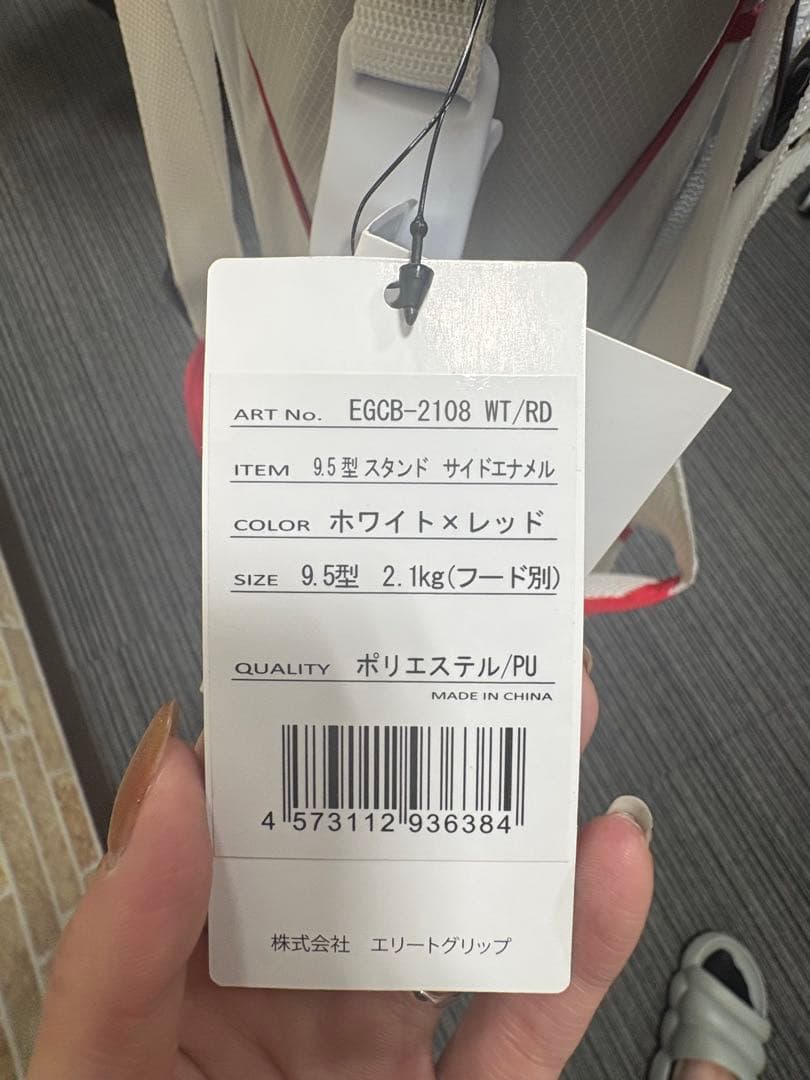 ART No. EGCB-2108 WT/RD
ITEM 9.5型スタンド サイドエナメル
COLOR ホワイト×レッド
SIZE 9.5型 2.1kg(フード別)
QUALITY ポリエステル/PU
MADE IN CHINA
4 573112 936384
株式会社 エリートグリップ